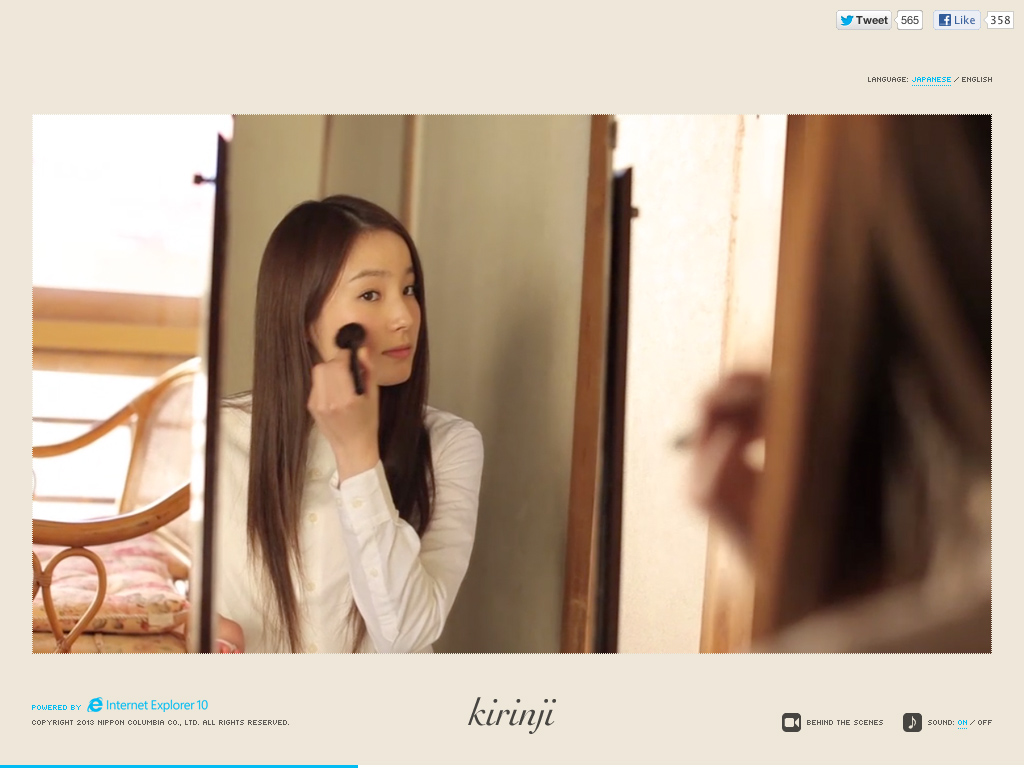 Tweet 565 Like 358
LANGUAGE: JAPANESE / ENGLISH
POWERED BY Internet Explorer 10
COPYRIGHT 2013 NIPPON COLUMBIA CO., LTD. ALL RIGHTS RESERVED.
kirinji
BEHIND THE SCENES
SOUND: ON / OFF